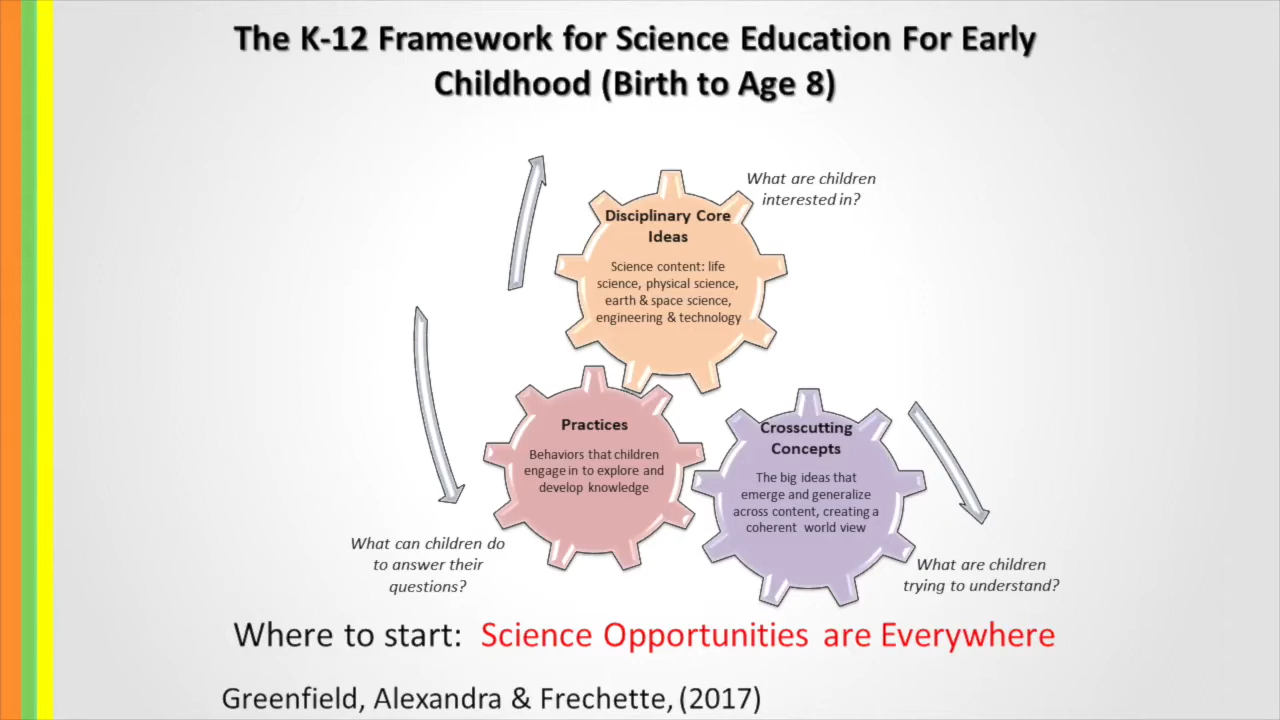 The K-12 Framework for Science Education For Early
Childhood (Birth to Age 8)
What are children
interested in?
Disciplinary Core
Ideas
Science content: life
science, physical science,
earth & space science,
engineering & technology
Practices
Behaviors that children
engage in to explore and
develop knowledge
Crosscutting
Concepts
The big ideas that
emerge and generalize
across content, creating a
coherent world view
What can children do
to answer their
questions?
What are children
trying to understand?
Where to start: Science Opportunities are Everywhere
Greenfield, Alexandra & Frechette, (2017)